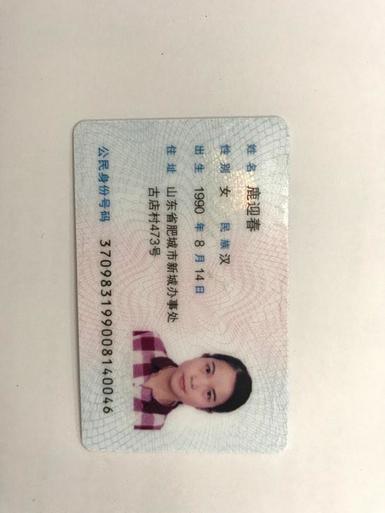 姓名 鹿迎春
性别 女 民族 汉
出生 1990 年 8 月 14 日
住址 山东省肥城市新城办事处
古店村473号
公民身份号码 370983199008140046